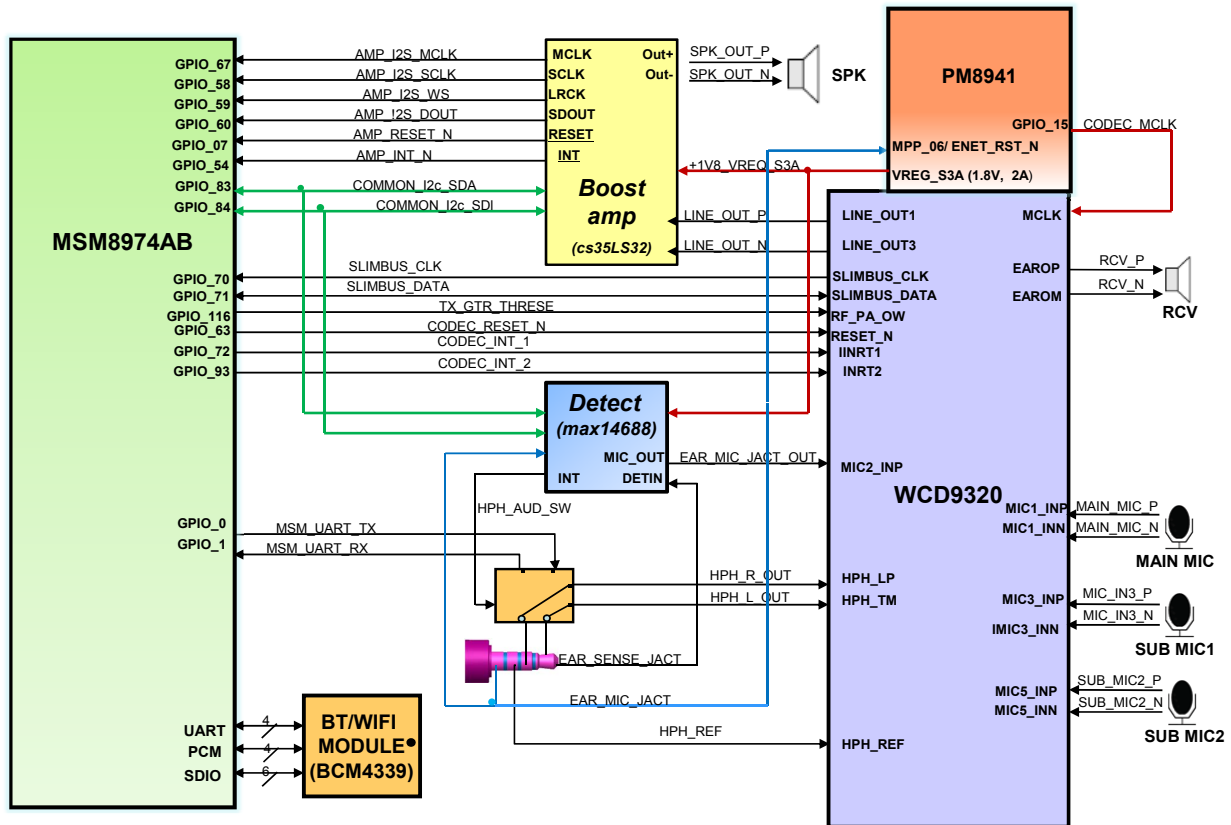 MSM8974AB
GPIO_67
GPIO_58
GPIO_59
GPIO_60
GPIO_07
GPIO_54
GPIO_83
GPIO_84
GPIO_70
GPIO_71
GPIO_116
GPIO_63
GPIO_72
GPIO_93
GPIO_0
GPIO_1
UART
PCM
SDIO
AMP_I2S_MCLK
AMP_I2S_SCLK
AMP_I2S_WS
AMP_!2S_DOUT
AMP_RESET_N
AMP_INT_N
COMMON_I2c_SDA
COMMON_I2c_SDI
SLIMBUS_CLK
SLIMBUS_DATA
TX_GTR_THRESE
CODEC_RESET_N
CODEC_INT_1
CODEC_INT_2
MSM_UART_TX
MSM_UART_RX
4
4
6
BT/WIFI
MODULE
(BCM4339)
MCLK
SCLK
LRCK
SDOUT
RESET
INT
Out+
Out-
Boost
amp
(cs35LS32)
SPK_OUT_P
SPK_OUT_N
SPK
+1V8_VREQ_S3A
LINE_OUT_P
LINE_OUT_N
Detect
(max14688)
MIC_OUT
INT
DETIN
HPH_AUD_SW
EAR_MIC_JACT_OUT
HPH_R_OUT
HPH_L_OUT
EAR_SENSE_JACT
EAR_MIC_JACT
HPH_REF
PM8941
GPIO_15
MPP_06/ ENET_RST_N
VREG_S3A (1.8V, 2A)
CODEC_MCLK
WCD9320
LINE_OUT1
LINE_OUT3
SLIMBUS_CLK
SLIMBUS_DATA
RF_PA_OW
RESET_N
IINRT1
INRT2
MIC2_INP
HPH_LP
HPH_TM
HPH_REF
MCLK
EAROP
EAROM
MIC1_INP
MIC1_INN
MIC3_INP
IMIC3_INN
MIC5_INP
MIC5_INN
RCV_P
RCV_N
RCV
MAIN_MIC_P
MAIN_MIC_N
MAIN MIC
MIC_IN3_P
MIC_IN3_N
SUB MIC1
SUB_MIC2_P
SUB_MIC2_N
SUB MIC2